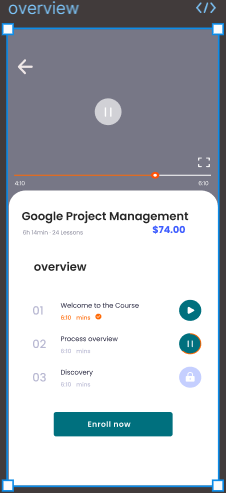 overview
</>
4:10 6:10
Google Project Management
6h 14min · 24 Lessons $74.00
overview
01 Welcome to the Course
6:10 mins
02 Process overview
6:10 mins
03 Discovery
6:10 mins
Enroll now